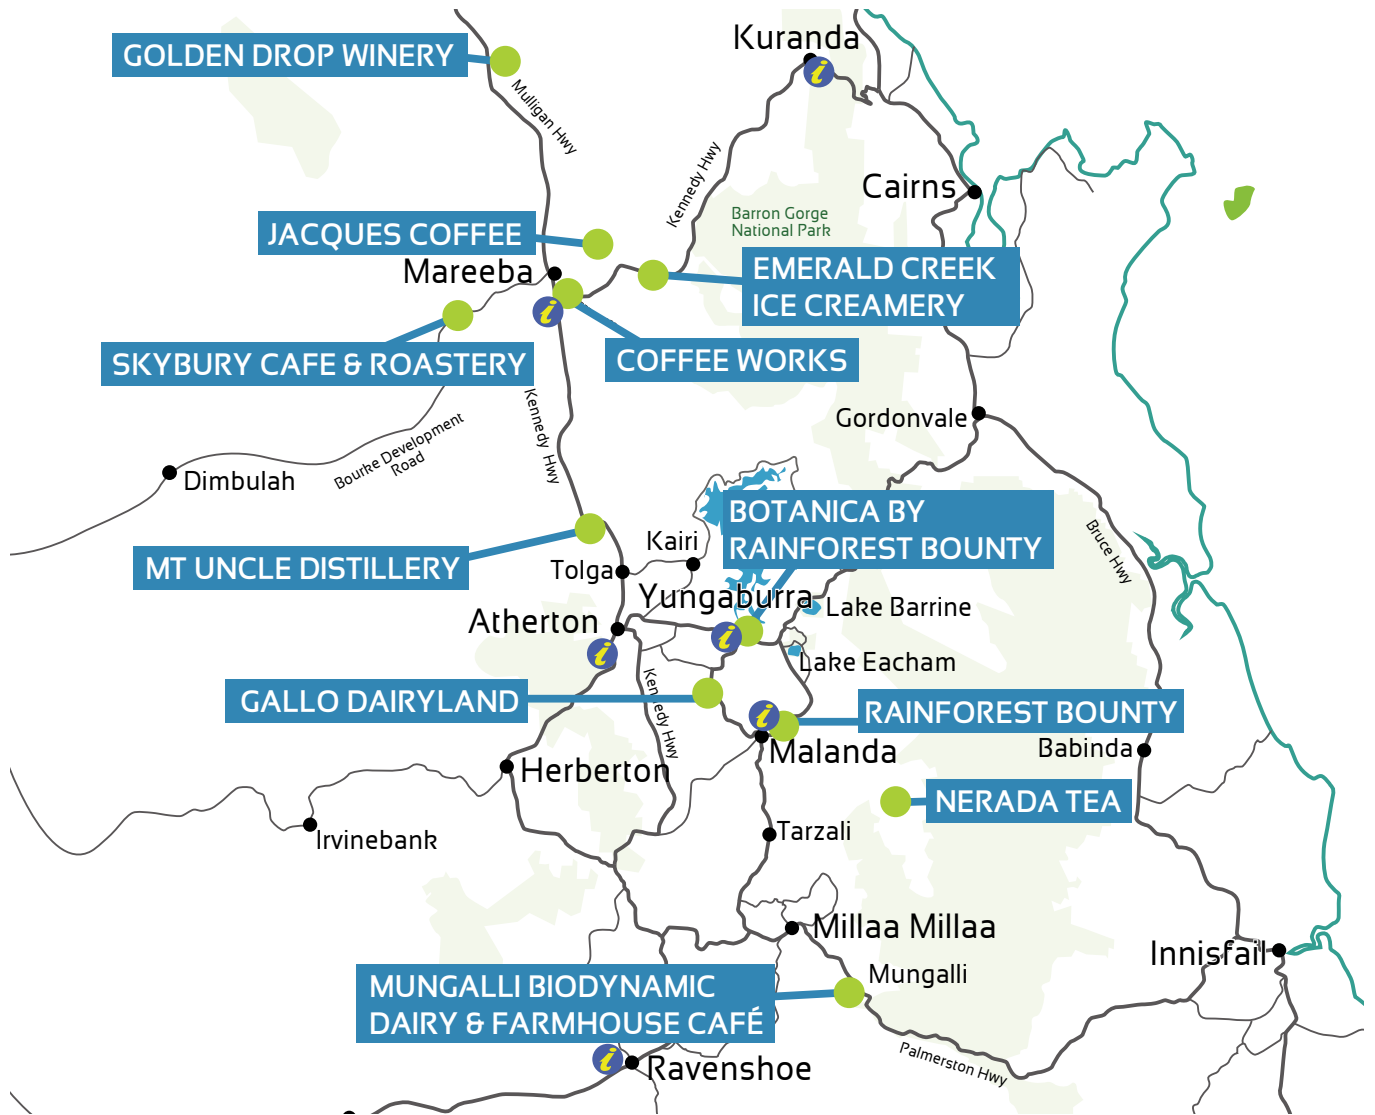 Kuranda
GOLDEN DROP WINERY
i
Mulligan Hwy
Kennedy Hwy
Cairns
Barron Gorge
National Park
JACQUES COFFEE
Mareeba
EMERALD CREEK
ICE CREAMERY
i
SKYBURY CAFE & ROASTERY
COFFEE WORKS
Kennedy Hwy
Gordonvale
Bourke Development
Road
Dimbulah
BOTANICA BY
RAINFOREST BOUNTY
Bruce Hwy
Kairi
MT UNCLE DISTILLERY
Tolga
Yungaburra
Lake Barrine
Atherton
i
i
Lake Eacham
Kennedy Hwy
GALLO DAIRYLAND
i
RAINFOREST BOUNTY
Malanda
Babinda
Herberton
NERADA TEA
Irvinebank
Tarzali
Millaa Millaa
Innisfail
Mungalli
MUNGALLI BIODYNAMIC
DAIRY & FARMHOUSE CAFÉ
i
Ravenshoe
Palmerston Hwy